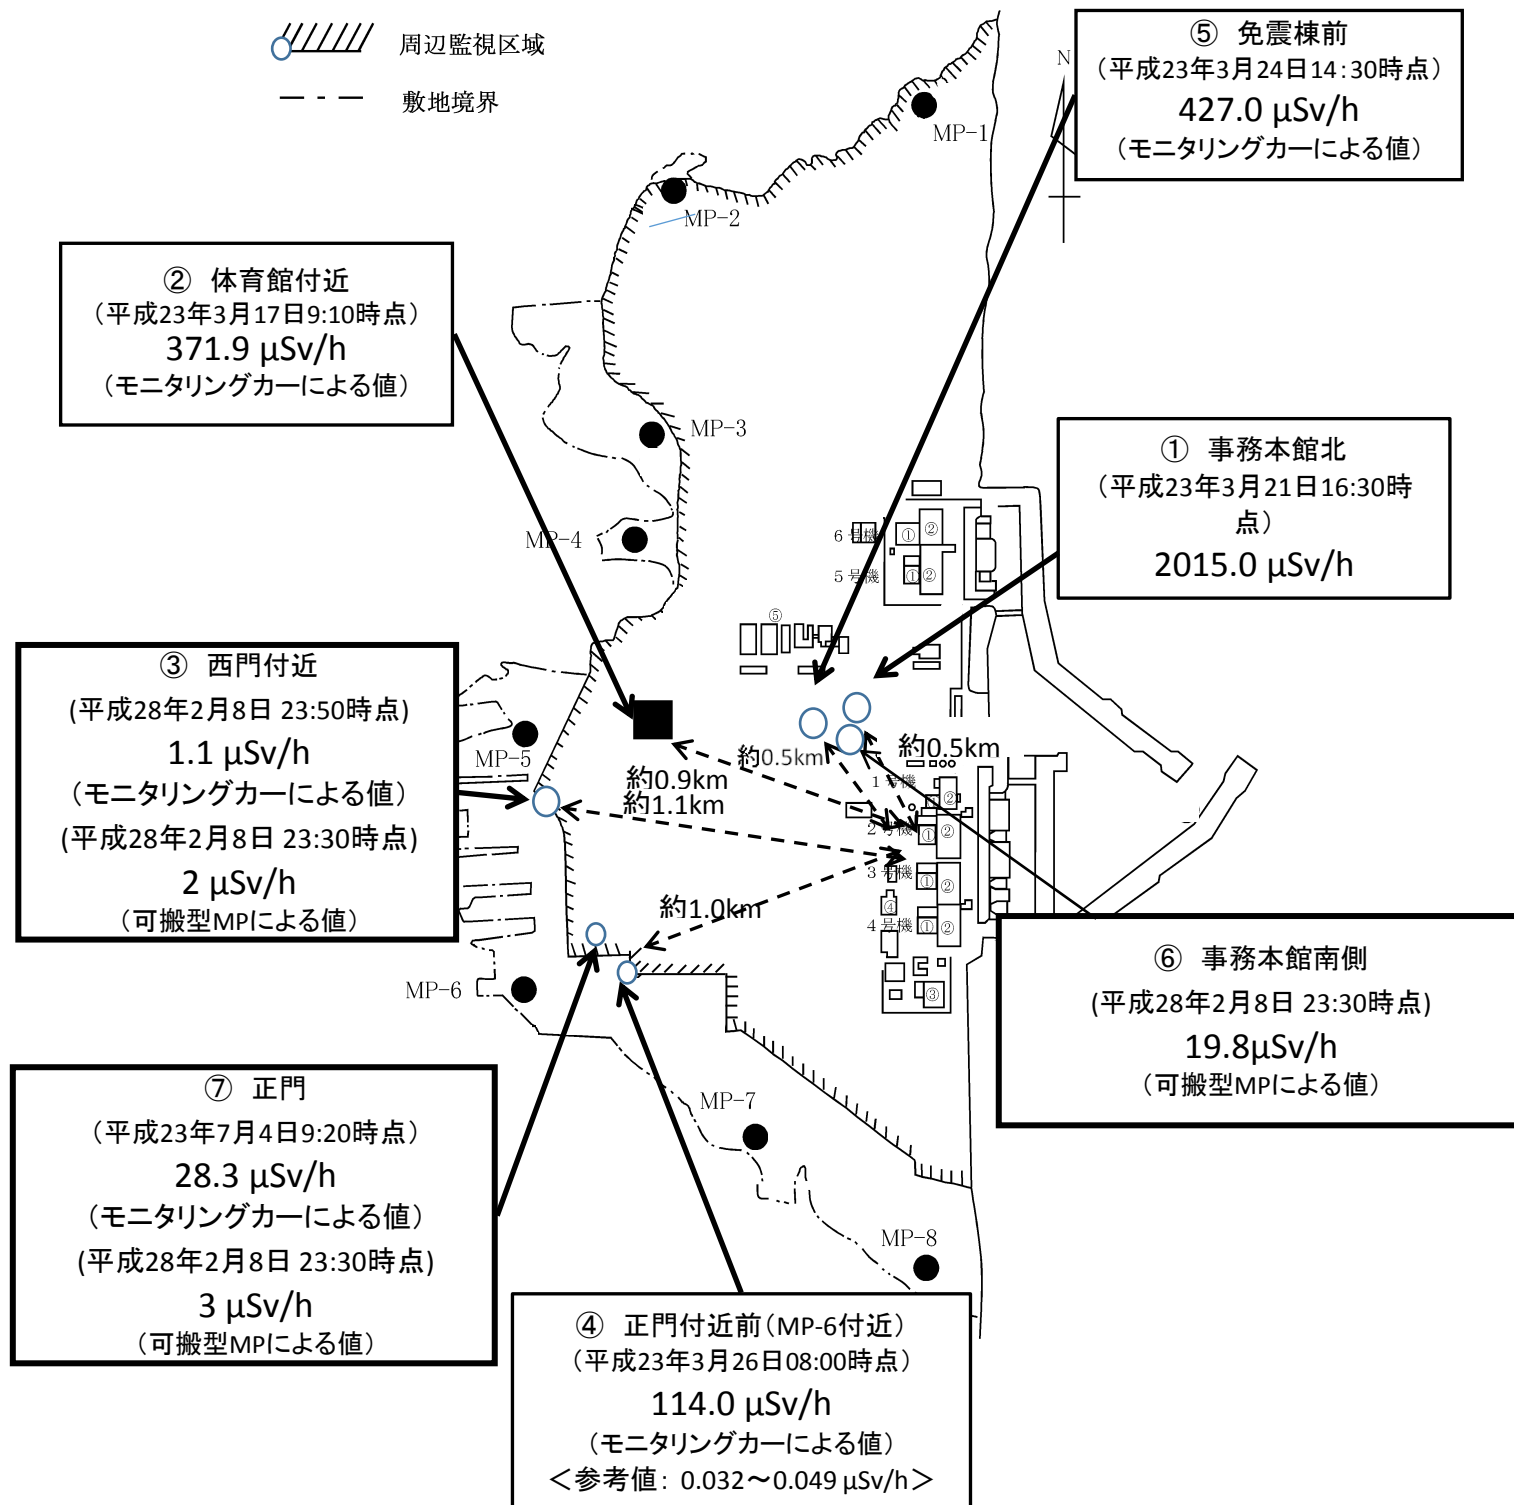 周辺監視区域
敷地境界
N
⑤ 免震棟前
（平成23年3月24日14:30時点）
427.0 μSv/h
（モニタリングカーによる値）
MP-1
MP-2
② 体育館付近
（平成23年3月17日9:10時点）
371.9 μSv/h
（モニタリングカーによる値）
MP-3
① 事務本館北
（平成23年3月21日16:30時
点）
2015.0 μSv/h
MP-4
6号機
①
②
5号機
①
②
⑤
③ 西門付近
(平成28年2月8日 23:50時点)
1.1 μSv/h
(モニタリングカーによる値)
(平成28年2月8日 23:30時点)
2 μSv/h
(可搬型MPによる値)
MP-5
約0.5km
約0.5km
約0.9km
約1.1km
1号機
①
②
2号機
①
②
3号機
①
②
④
4号機
①
②
約1.0km
③
MP-6
⑥ 事務本館南側
(平成28年2月8日 23:30時点)
19.8μSv/h
（可搬型MPによる値）
⑦ 正門
（平成23年7月4日9:20時点）
28.3 μSv/h
（モニタリングカーによる値）
(平成28年2月8日 23:30時点)
3 μSv/h
（可搬型MPによる値）
MP-7
MP-8
④ 正門付近前（MP-6付近）
（平成23年3月26日08:00時点）
114.0 μSv/h
（モニタリングカーによる値）
＜参考値： 0.032～0.049 μSv/h＞